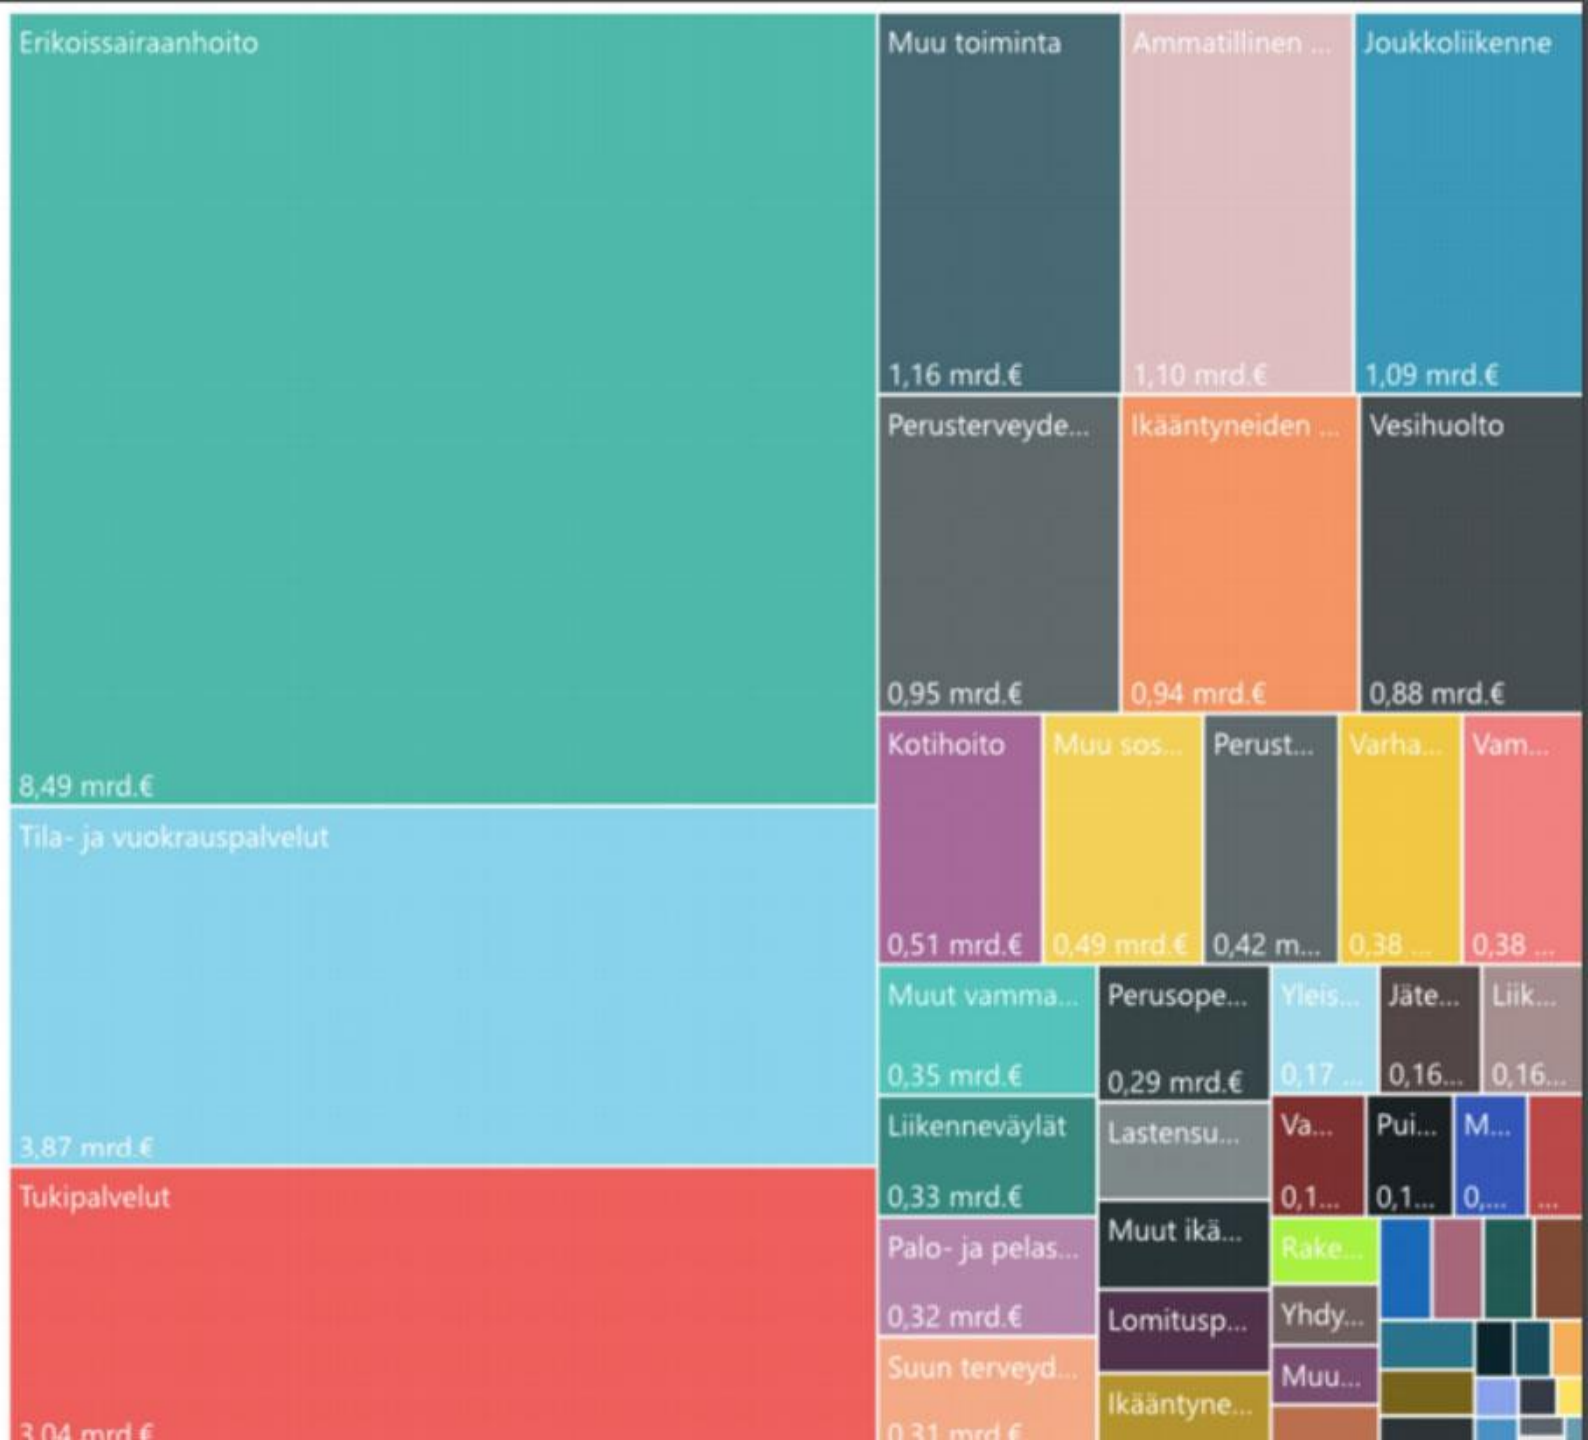 Erikoissairaanhoito
8,49 mrd.€
Tila- ja vuokrauspalvelut
3,87 mrd.€
Tukipalvelut
3,04 mrd.€
Muu toiminta
1,16 mrd.€
Ammatillinen ...
1,10 mrd.€
Joukkoliikenne
1,09 mrd.€
Perusterveyde...
0,95 mrd.€
Ikääntyneiden ...
0,94 mrd.€
Vesihuolto
0,88 mrd.€
Kotihoito
0,51 mrd.€
Muu sos...
0,49 mrd.€
Perust...
0,42 m...
Varha...
0,38 ...
Vam...
0,38 ...
Muut vamma...
0,35 mrd.€
Liikenneväylät
0,33 mrd.€
Palo- ja pelas...
0,32 mrd.€
Suun terveyd...
0,31 mrd.€
Perusope...
0,29 mrd.€
Lastensu...
Muut ikä...
Lomitusp...
Ikääntyne...
Yleis...
0,17 ...
Jäte...
0,16...
Liik...
0,16...
Va...
0,1...
Pui...
0,1...
M...
0,...
...
Rake...
Yhdy...
Muu...